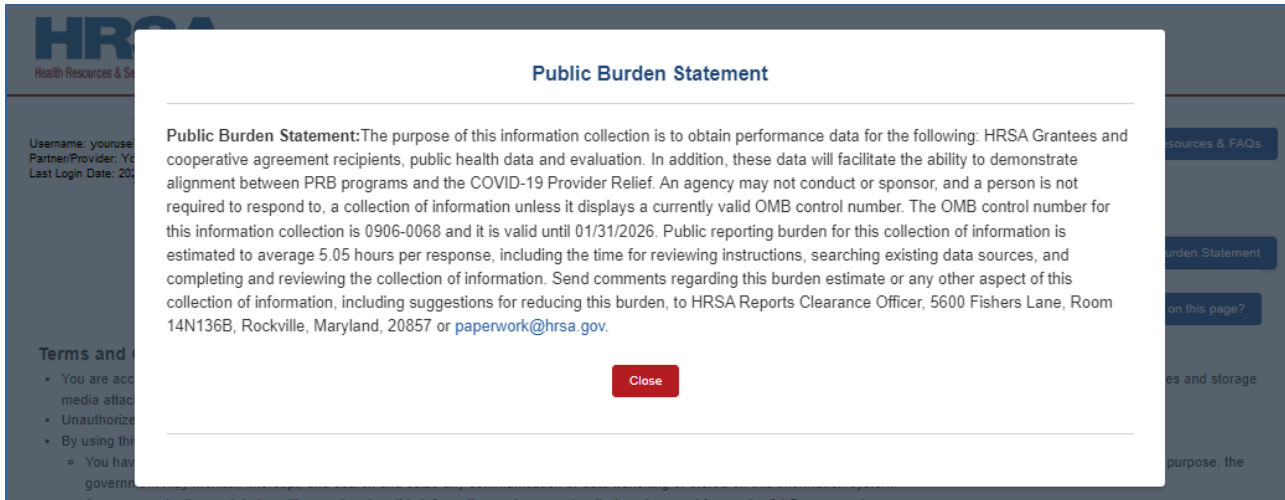 HRSA
Health Resources & Se
Public Burden Statement
Username: youruse
Partner/Provider: Yo
Last Login Date: 202
sources & FAQs
Public Burden Statement:The purpose of this information collection is to obtain performance data for the following: HRSA Grantees and
cooperative agreement recipients, public health data and evaluation. In addition, these data will facilitate the ability to demonstrate
alignment between PRB programs and the COVID-19 Provider Relief. An agency may not conduct or sponsor, and a person is not
required to respond to, a collection of information unless it displays a currently valid OMB control number. The OMB control number for
this information collection is 0906-0068 and it is valid until 01/31/2026. Public reporting burden for this collection of information is
estimated to average 5.05 hours per response, including the time for reviewing instructions, searching existing data sources, and
completing and reviewing the collection of information. Send comments regarding this burden estimate or any other aspect of this
collection of information, including suggestions for reducing this burden, to HRSA Reports Clearance Officer, 5600 Fishers Lane, Room
14N136B, Rockville, Maryland, 20857 or paperwork@hrsa.gov.
urden Statement
on this page?
Close
Terms and
• You are acc
es and storage
media attac
• Unauthorize
• By using thi
You hav
purpose, the